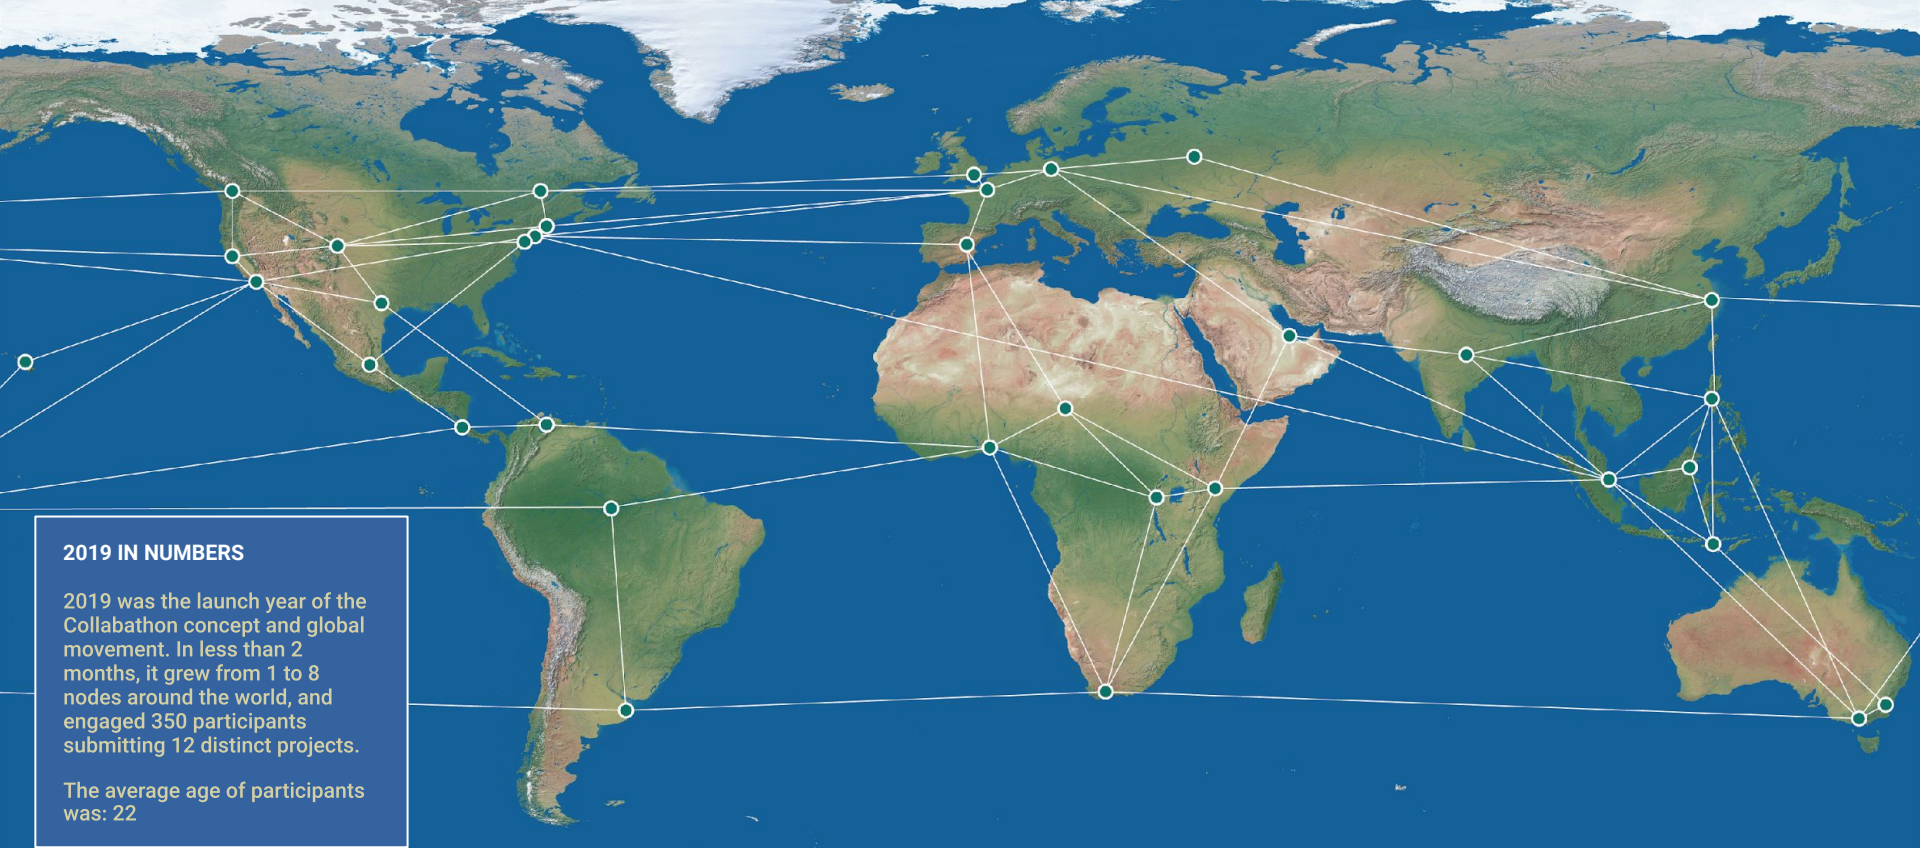 2019 IN NUMBERS
2019 was the launch year of the
Collabathon concept and global
movement. In less than 2
months, it grew from 1 to 8
nodes around the world, and
engaged 350 participants
submitting 12 distinct projects.
The average age of participants
was: 22